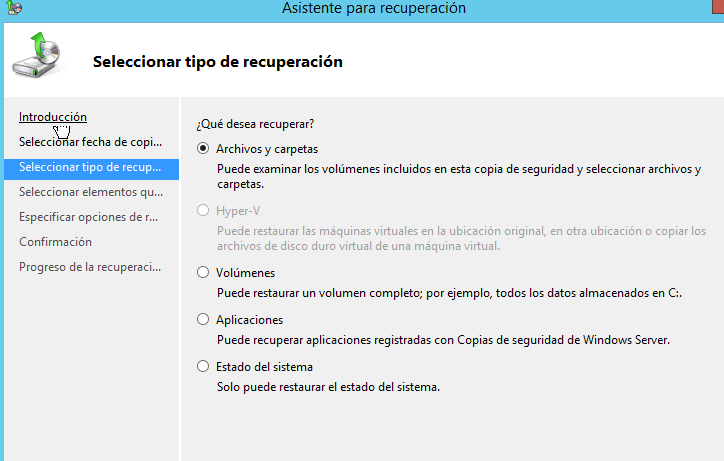 Asistente para recuperación
Seleccionar tipo de recuperación
Introducción
Seleccionar fecha de copi...
Seleccionar tipo de recup...
Seleccionar elementos qu...
Especificar opciones de r...
Confirmación
Progreso de la recuperaci...
¿Qué desea recuperar?
Archivos y carpetas
Puede examinar los volúmenes incluidos en esta copia de seguridad y seleccionar archivos y
carpetas.
Hyper-V
Puede restaurar las máquinas virtuales en la ubicación original, en otra ubicación o copiar los
archivos de disco duro virtual de una máquina virtual.
Volúmenes
Puede restaurar un volumen completo; por ejemplo, todos los datos almacenados en C:.
Aplicaciones
Puede recuperar aplicaciones registradas con Copias de seguridad de Windows Server.
Estado del sistema
Solo puede restaurar el estado del sistema.